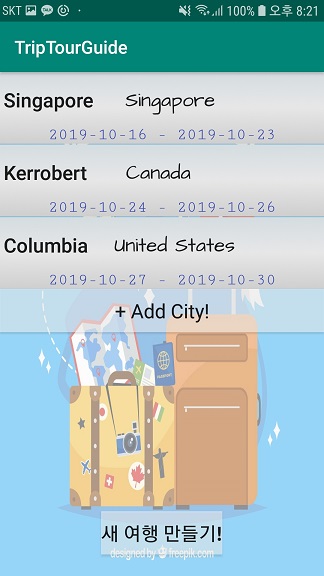 SKT 100% 오후 8:21
TripTourGuide
Singapore Singapore
2019-10-16 - 2019-10-23
Kerrobert Canada
2019-10-24 - 2019-10-26
Columbia United States
2019-10-27 - 2019-10-30
+ Add City!
PASSPORT
새 여행 만들기!
designed by freepik.com